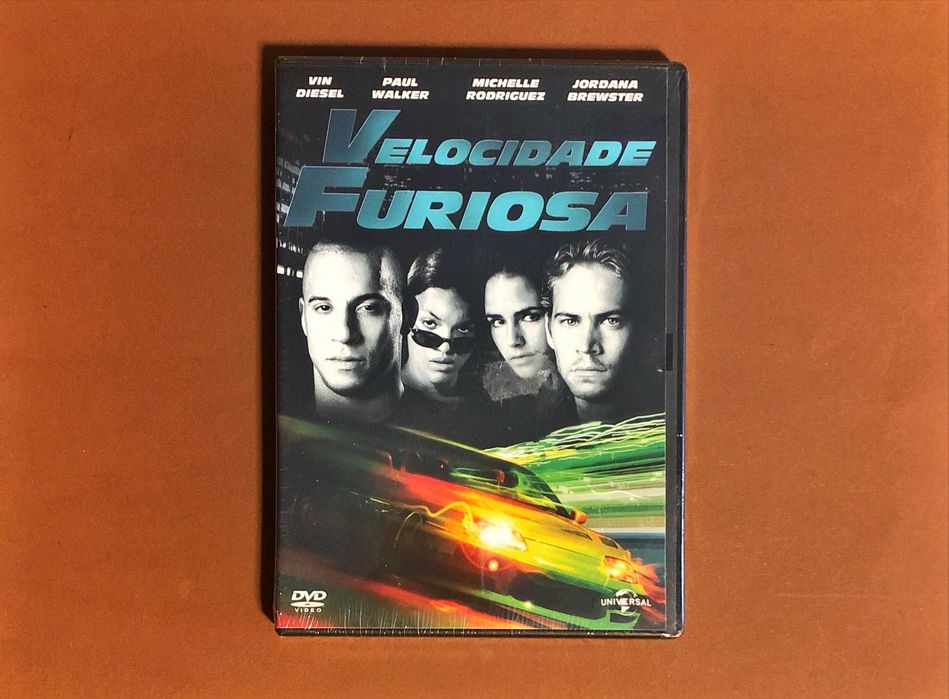 VIN DIESEL
PAUL WALKER
MICHELLE RODRIGUEZ
JORDANA BREWSTER
VELOCIDADE
FURIOSA
DVD
VIDEO
UNIVERSAL